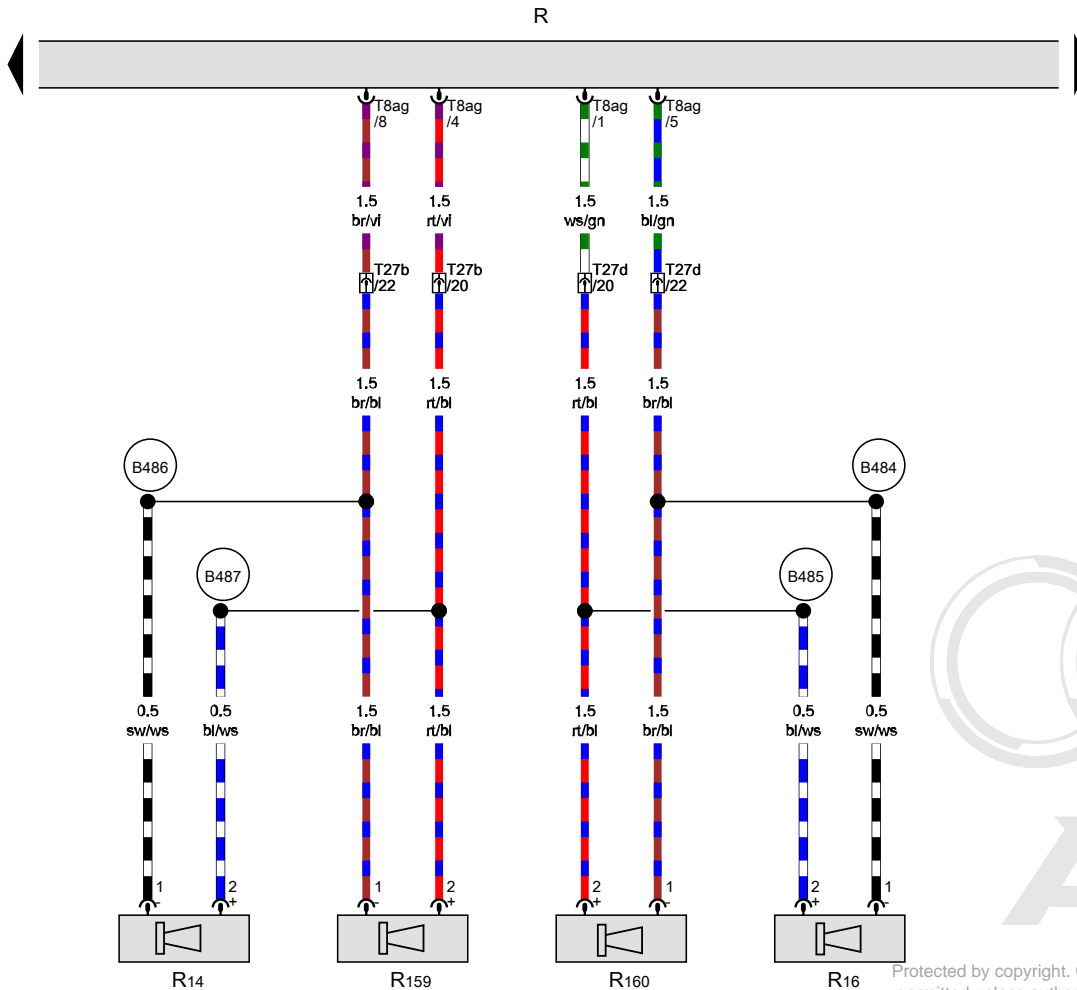 R
T8ag
/8
T8ag
/4
T8ag
/1
T8ag
/5
1.5
br/vi
1.5
rt/vi
1.5
ws/gn
1.5
bl/gn
T27b
/22
T27b
/20
T27d
/20
T27d
/22
1.5
br/bl
1.5
rt/bl
1.5
rt/bl
1.5
br/bl
B486
B484
B487
B485
0.5
sw/ws
0.5
bl/ws
1.5
br/bl
1.5
rt/bl
1.5
rt/bl
1.5
br/bl
0.5
bl/ws
0.5
sw/ws
1
-
2
+
1
-
2
+
2
+
1
-
2
+
1
-
R14
R159
R160
R16
Protected by copyright.